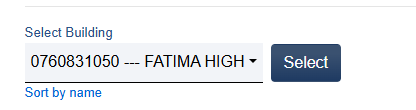 Select Building
0760831050 --- FATIMA HIGH
Select
Sort by name